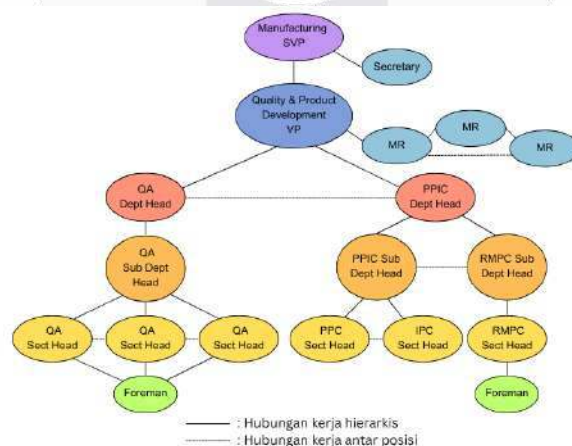 Manufacturing
SVP
Secretary
Quality & Product
Development
VP
MR
MR
MR
QA
Dept Head
PPIC
Dept Head
QA
Sub Dept
Head
PPIC Sub
Dept Head
RMPC Sub
Dept Head
QA
Sect Head
QA
Sect Head
QA
Sect Head
PPC
Sect Head
IPC
Sect Head
RMPC
Sect Head
Foreman
Foreman
: Hubungan kerja hierarkis
: Hubungan kerja antar posisi